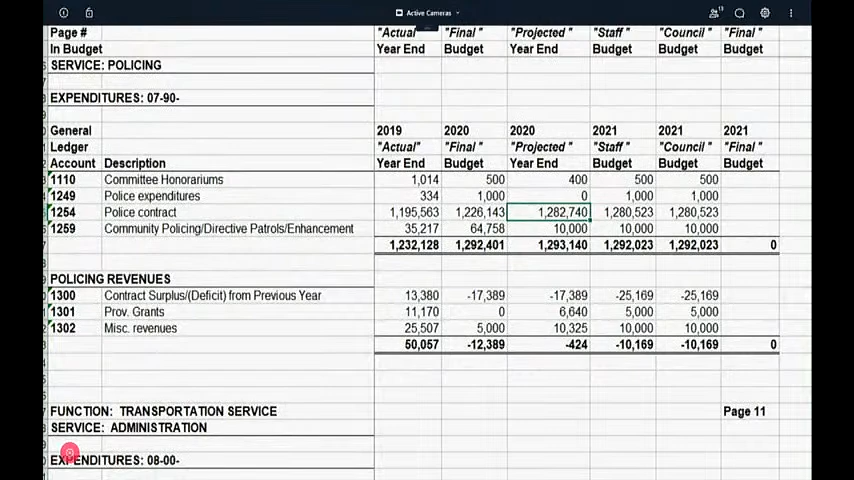 Active Cameras
13
Page # "Actual" "Final " "Projected " "Staff " "Council " "Final "
In Budget Year End Budget Year End Budget Budget Budget
SERVICE: POLICING
EXPENDITURES: 07-90-
General 2019 2020 2020 2021 2021 2021
Ledger "Actual" "Final " "Projected " "Staff " "Council " "Final "
Account Description Year End Budget Year End Budget Budget Budget
1110 Committee Honorariums 1,014 500 400 500 500
1249 Police expenditures 334 1,000 0 1,000 1,000
1254 Police contract 1,195,563 1,226,143 1,282,740 1,280,523 1,280,523
1259 Community Policing/Directive Patrols/Enhancement 35,217 64,758 10,000 10,000 10,000
1,232,128 1,292,401 1,293,140 1,292,023 1,292,023 0
POLICING REVENUES
1300 Contract Surplus/(Deficit) from Previous Year 13,380 -17,389 -17,389 -25,169 -25,169
1301 Prov. Grants 11,170 0 6,640 5,000 5,000
1302 Misc. revenues 25,507 5,000 10,325 10,000 10,000
50,057 -12,389 -424 -10,169 -10,169 0
FUNCTION: TRANSPORTATION SERVICE Page 11
SERVICE: ADMINISTRATION
EXPENDITURES: 08-00-